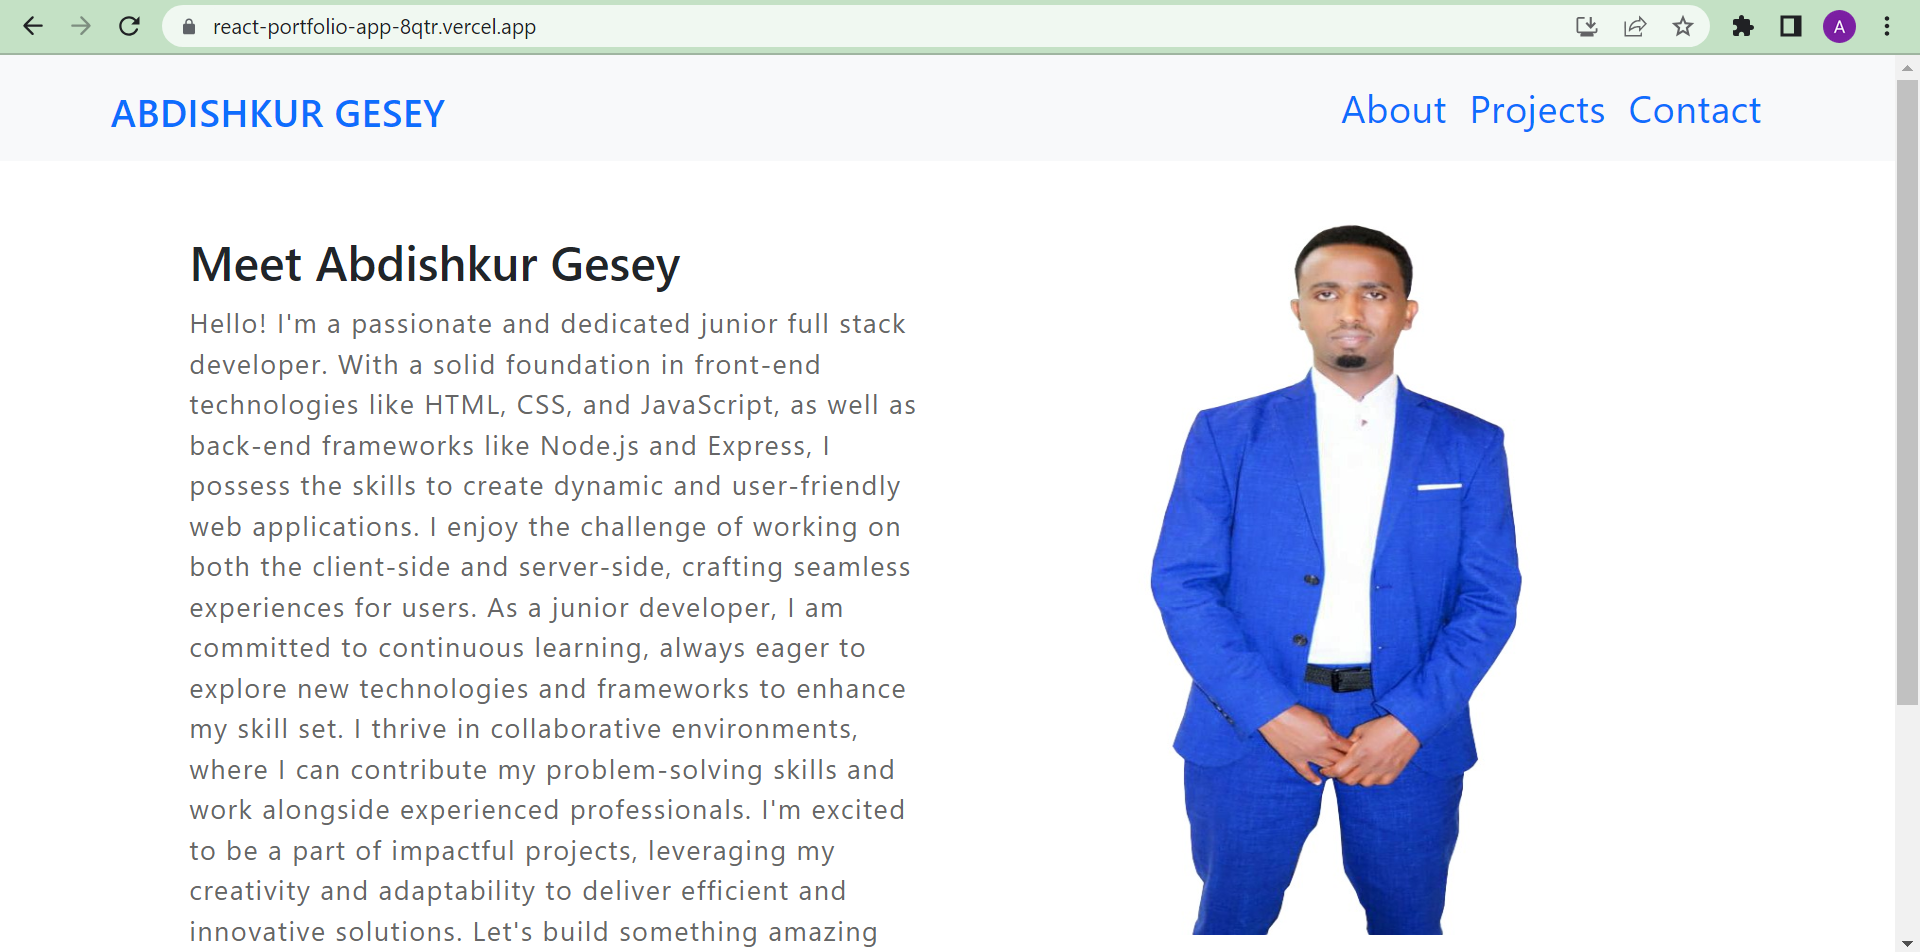 react-portfolio-app-8qtr.vercel.app
A
ABDISHKUR GESEY
About Projects Contact
Meet Abdishkur Gesey
Hello! I'm a passionate and dedicated junior full stack
developer. With a solid foundation in front-end
technologies like HTML, CSS, and JavaScript, as well as
back-end frameworks like Node.js and Express, I
possess the skills to create dynamic and user-friendly
web applications. I enjoy the challenge of working on
both the client-side and server-side, crafting seamless
experiences for users. As a junior developer, I am
committed to continuous learning, always eager to
explore new technologies and frameworks to enhance
my skill set. I thrive in collaborative environments,
where I can contribute my problem-solving skills and
work alongside experienced professionals. I'm excited
to be a part of impactful projects, leveraging my
creativity and adaptability to deliver efficient and
innovative solutions. Let's build something amazing